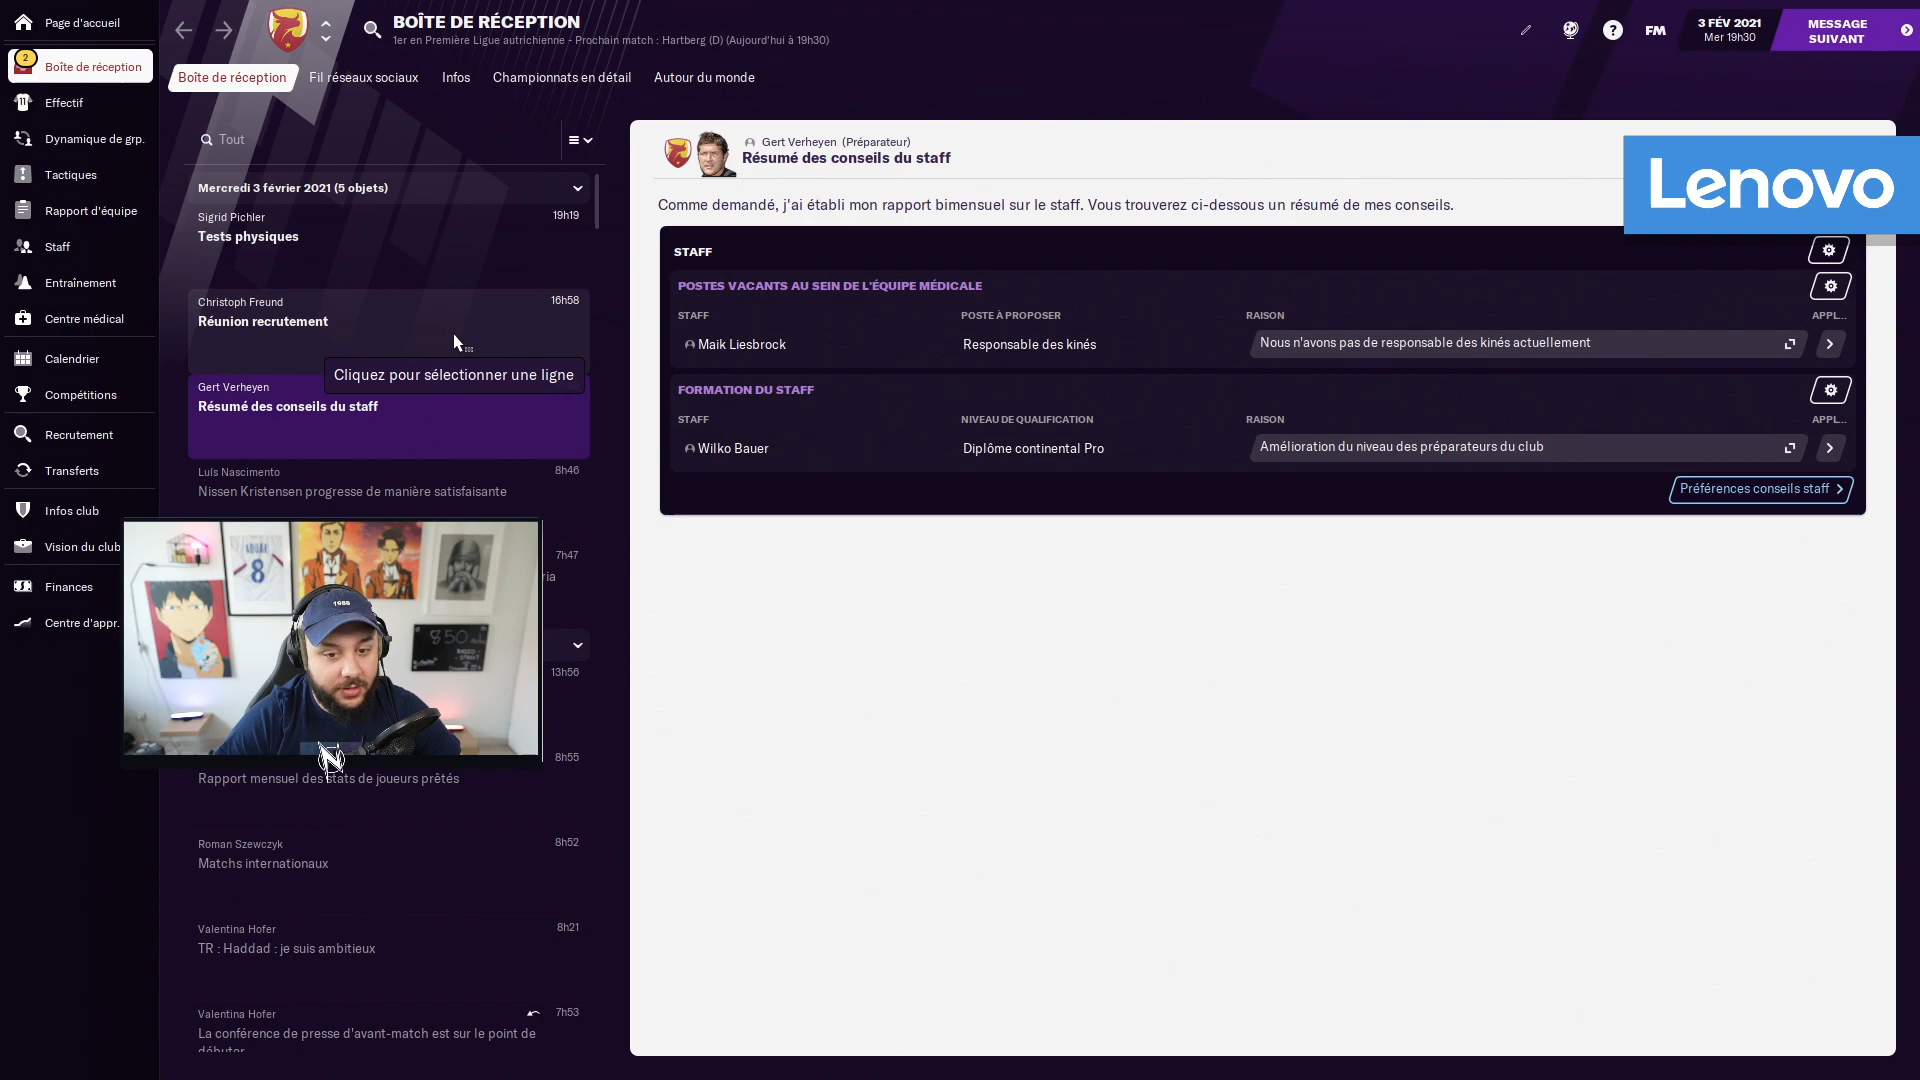 Page d'accueil
2
Boîte de réception
Effectif
Dynamique de grp.
Tactiques
Rapport d'équipe
Staff
Entraînement
Centre médical
Calendrier
Compétitions
Recrutement
Transferts
Infos club
Vision du club
Finances
Centre d'appr.
BOÎTE DE RÉCEPTION
1er en Première Ligue autrichienne - Prochain match : Hartberg (D) (Aujourd'hui à 19h30)
FM
3 FÉV 2021
Mer 19h30
MESSAGE
SUIVANT
Boîte de réception
Fil réseaux sociaux
Infos
Championnats en détail
Autour du monde
Tout
Mercredi 3 février 2021 (5 objets)
Sigrid Pichler 19h19
Tests physiques
Christoph Freund 16h58
Réunion recrutement
Cliquez pour sélectionner une ligne
Gert Verheyen
Résumé des conseils du staff
Luís Nascimento 8h46
Nissen Kristensen progresse de manière satisfaisante
7h47
ria
13h56
8h55
Rapport mensuel des stats de joueurs prêtés
Roman Szewczyk 8h52
Matchs internationaux
Valentina Hofer 8h21
TR : Haddad : je suis ambitieux
Valentina Hofer 7h53
La conférence de presse d'avant-match est sur le point de
débuter
Gert Verheyen (Préparateur)
Résumé des conseils du staff
Lenovo
Comme demandé, j'ai établi mon rapport bimensuel sur le staff. Vous trouverez ci-dessous un résumé de mes conseils.
STAFF
POSTES VACANTS AU SEIN DE L'ÉQUIPE MÉDICALE
STAFF POSTE À PROPOSER RAISON APPL...
Maik Liesbrock Responsable des kinés Nous n'avons pas de responsable des kinés actuellement
FORMATION DU STAFF
STAFF NIVEAU DE QUALIFICATION RAISON APPL...
Wilko Bauer Diplôme continental Pro Amélioration du niveau des préparateurs du club
Préférences conseils staff
8
1988
850